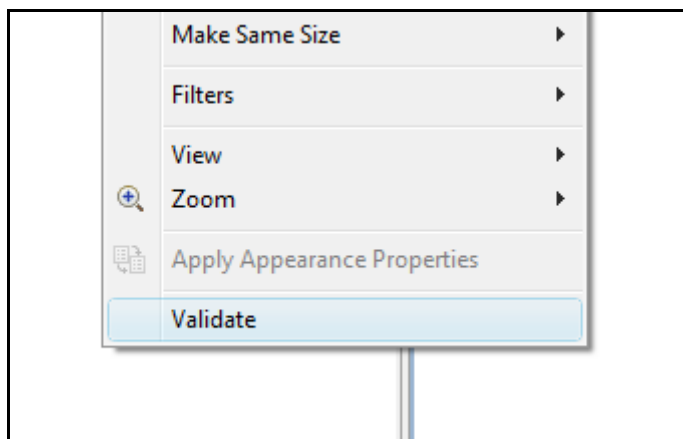 Make Same Size
Filters
View
Zoom
Apply Appearance Properties
Validate